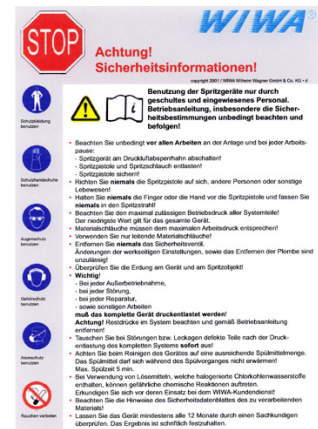 STOP
WIWA®
Achtung!
Sicherheitsinformationen!
copyright 2001 / WIWA Wilhelm Wagner GmbH & Co. KG • d
Benutzung der Spritzgeräte nur durch
geschultes und eingewiesenes Personal.
Betriebsanleitung, insbesondere die Sicher-
heitsbestimmungen unbedingt beachten und
befolgen!
Schutzkleidung
benutzen
Schutzhandschuhe
benutzen
Augenschutz
benutzen
Gehörschutz
benutzen
Atemschutz
benutzen
Rauchen verboten
• Beachten Sie unbedingt vor allen Arbeiten an der Anlage und bei jeder Arbeits-
pause:
- Spritzgerät am Druckluftabsperrhahn abschalten!
- Spritzpistole und Spritzschlauch entlasten!
- Spritzpistole sichern!
• Richten Sie niemals die Spritzpistole auf sich, andere Personen oder sonstige
Lebewesen!
• Halten Sie niemals die Finger oder die Hand vor die Spritzpistole und fassen Sie
niemals in den Spritzstrahl!
• Beachten Sie den maximal zulässigen Betriebsdruck aller Systemteile!
Der niedrigste Wert gilt für das gesamte Gerät.
• Materialschläuche müssen dem maximalen Arbeitsdruck entsprechen!
• Verwenden Sie nur leitende Materialschläuche!
• Entfernen Sie niemals das Sicherheitsventil.
Änderungen der werkseitigen Einstellungen, sowie das Entfernen der Plombe sind
unzulässig!
• Überprüfen Sie die Erdung am Gerät und am Spritzobjekt!
• Wichtig!
- Bei jeder Außerbetriebnahme,
- bei jeder Störung,
- bei jeder Reparatur,
- sowie sonstigen Arbeiten
muß das komplette Gerät druckentlastet werden!
Achtung! Restdrücke im System beachten und gemäß Betriebsanleitung
entfernen!
• Tauschen Sie bei Störungen bzw. Leckagen defekte Teile nach der Druck-
entlastung des kompletten Systems sofort aus!
• Achten Sie beim Reinigen des Gerätes auf eine ausreichende Spülmittelmenge.
Das Spülmittel darf sich während des Spülvorganges nicht erwärmen!
Max. Spülzeit 5 min.
• Bei Verwendung von Lösemitteln, welche halogenierte Chlorkohlenwasserstoffe
enthalten, können gefährliche chemische Reaktionen auftreten.
Erkundigen Sie sich vor deren Einsatz bei dem WIWA-Kundendienst!
• Beachten Sie die Hinweise des Sicherheitsdatenblattes des zu verarbeitenden
Materials!
• Lassen Sie das Gerät mindestens alle 12 Monate durch einen Sachkundigen
überprüfen. Das Ergebnis ist schriftlich festzuhalten.